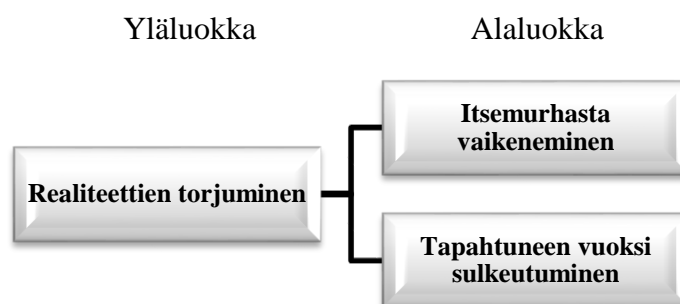 Yläluokka
Alaluokka
Realiteettien torjuminen
Itsemurhasta
vaikeneminen
Tapahtuneen vuoksi
sulkeutuminen